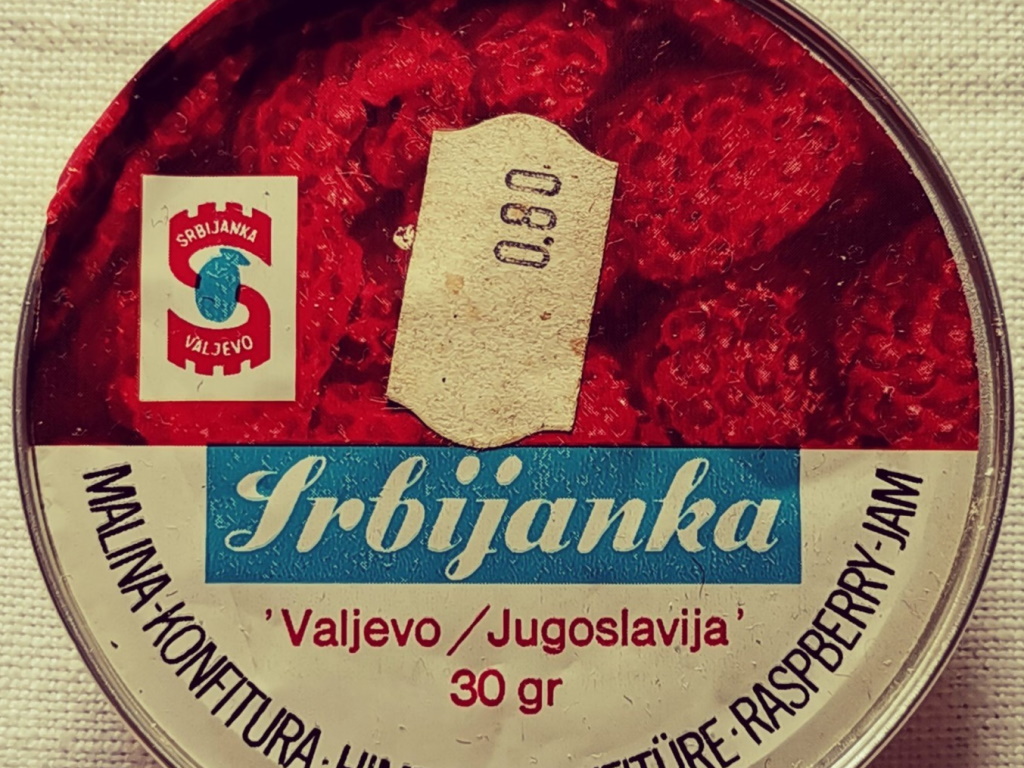 0,80
SRBIJANKA
VALJEVO
Srbijanka
'Valjevo/Jugoslavija'
30 gr
MALINA-KONFITURA · RASPBERRY-JAM